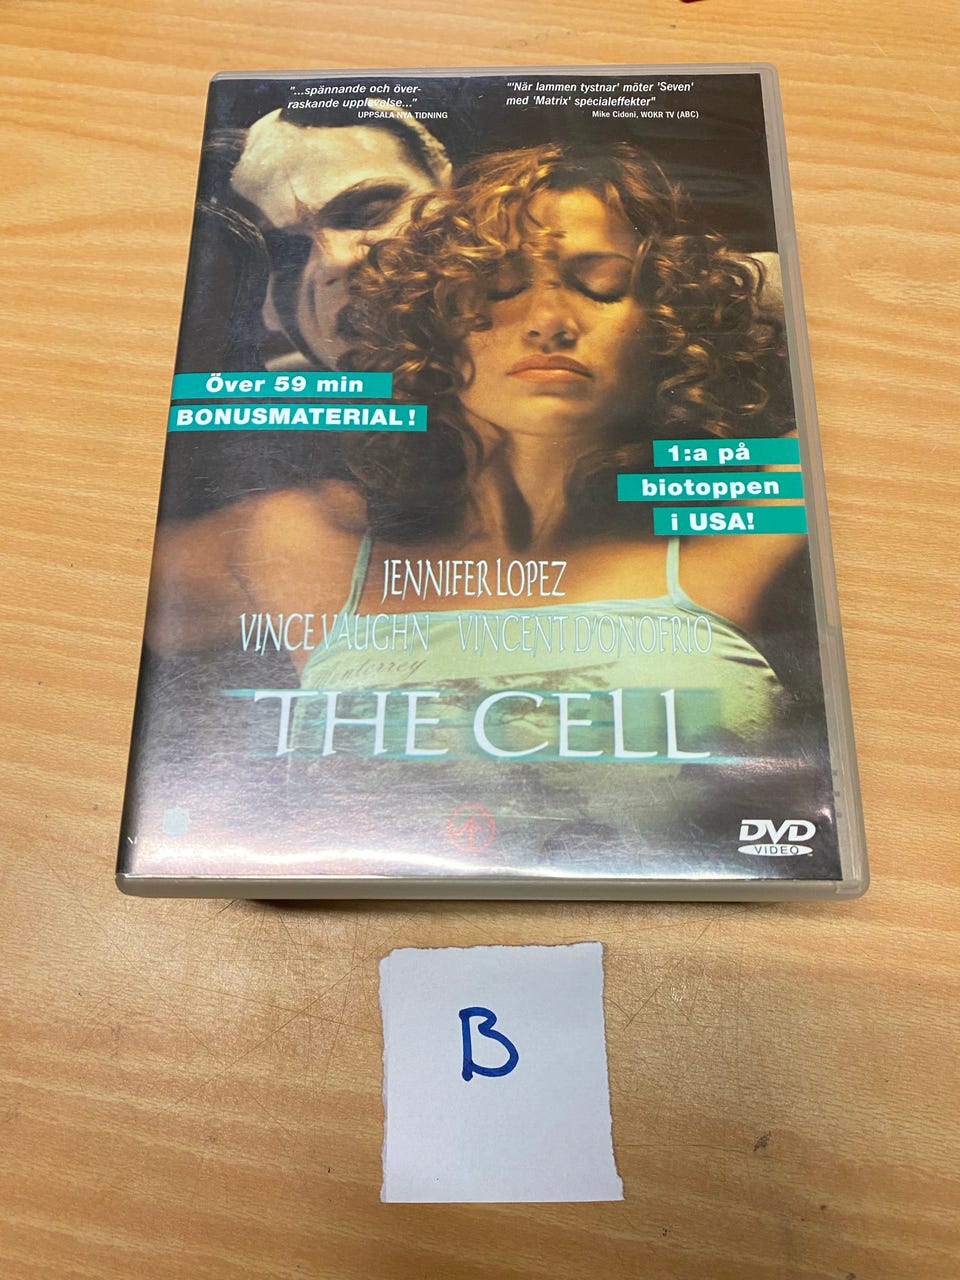 "...spännande och över-
raskande upplevelse..."
UPPSALA NYA TIDNING
"'När lammen tystnar' möter 'Seven'
med 'Matrix' specialeffekter"
Mike Cidoni, WOKR TV (ABC)
Över 59 min
BONUSMATERIAL!
1:a på
biotoppen
i USA!
JENNIFER LOPEZ
VINCE VAUGHN VINCENT D'ONOFRIO
Monterrey
THE CELL
DVD
VIDEO
B